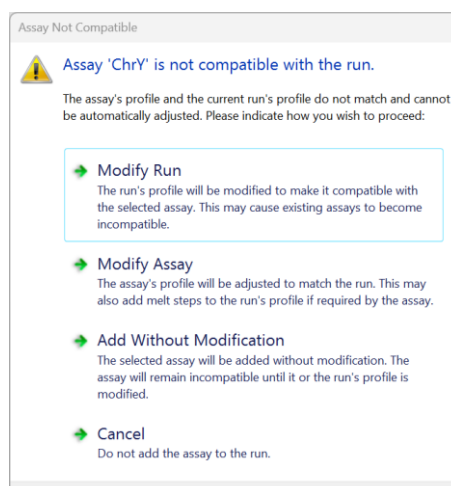 Assay Not Compatible
Assay 'ChrY' is not compatible with the run.
The assay's profile and the current run's profile do not match and cannot
be automatically adjusted. Please indicate how you wish to proceed:
Modify Run
The run's profile will be modified to make it compatible with
the selected assay. This may cause existing assays to become
incompatible.
Modify Assay
The assay's profile will be adjusted to match the run. This may
also add melt steps to the run's profile if required by the assay.
Add Without Modification
The selected assay will be added without modification. The
assay will remain incompatible until it or the run's profile is
modified.
Cancel
Do not add the assay to the run.